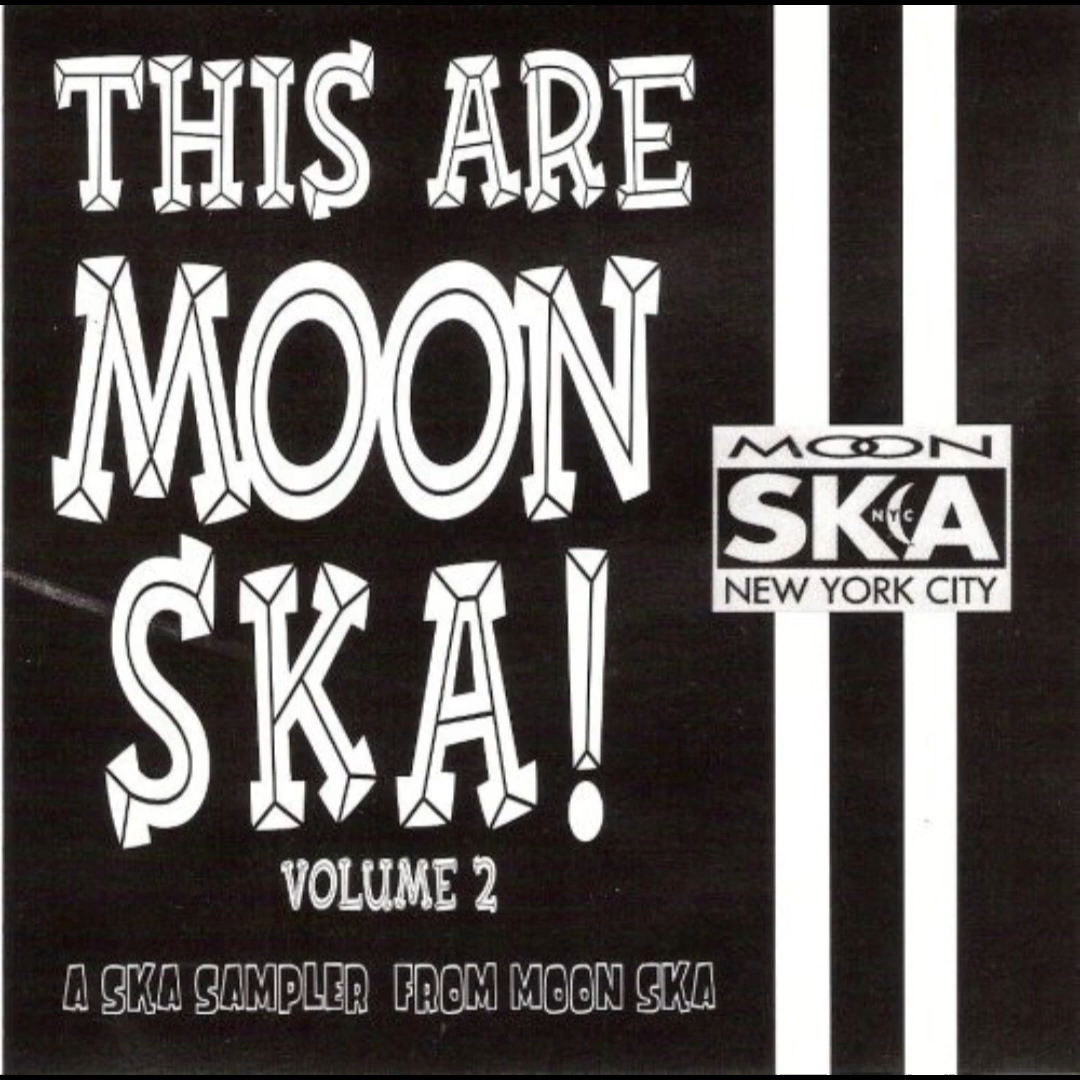 THIS ARE
MOON
SKA!
VOLUME 2
A SKA SAMPLER FROM MOON SKA
MOON
SKA
NYC
NEW YORK CITY